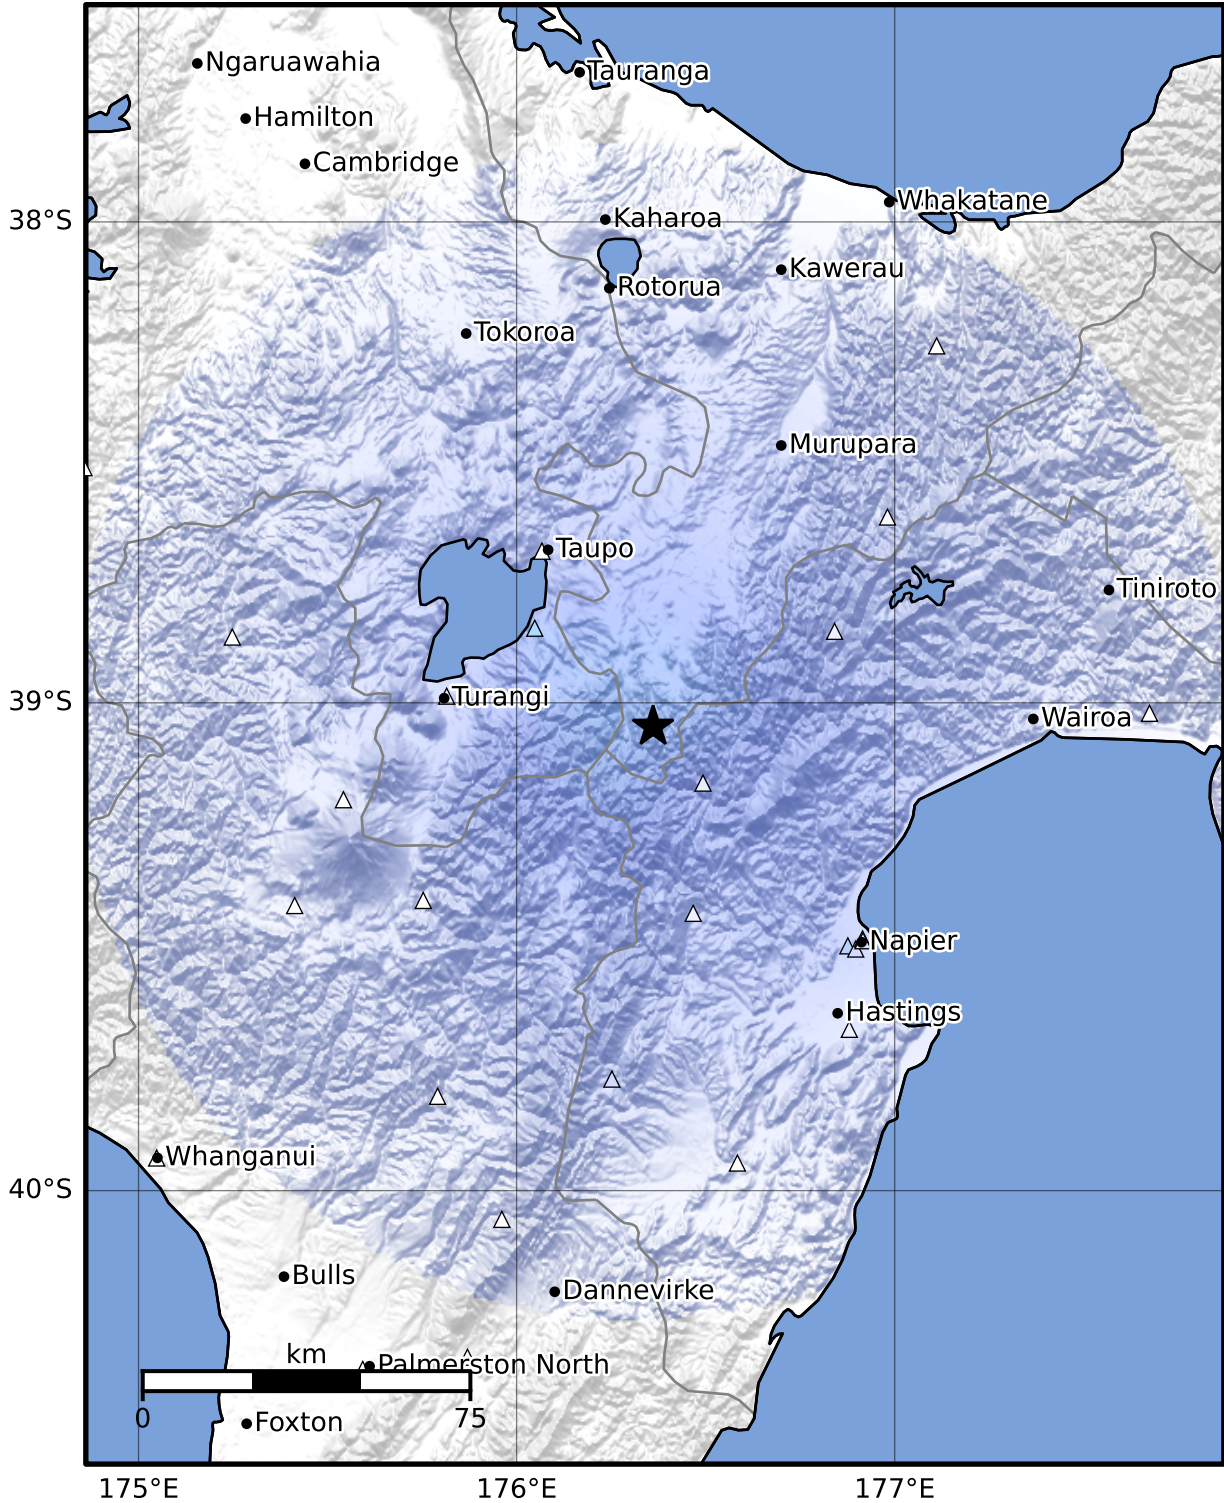 Ngaruawahia
Tauranga
Hamilton
Cambridge
Whakatane
38°S
Kaharoa
Kawerau
Rotorua
Tokoroa
Murupara
Taupo
Tiniroto
Turangi
39°S
Wairoa
Napier
Hastings
Whanganui
40°S
Bulls
Dannevirke
km
Palmerston North
0
75
Foxton
175°E
176°E
177°E